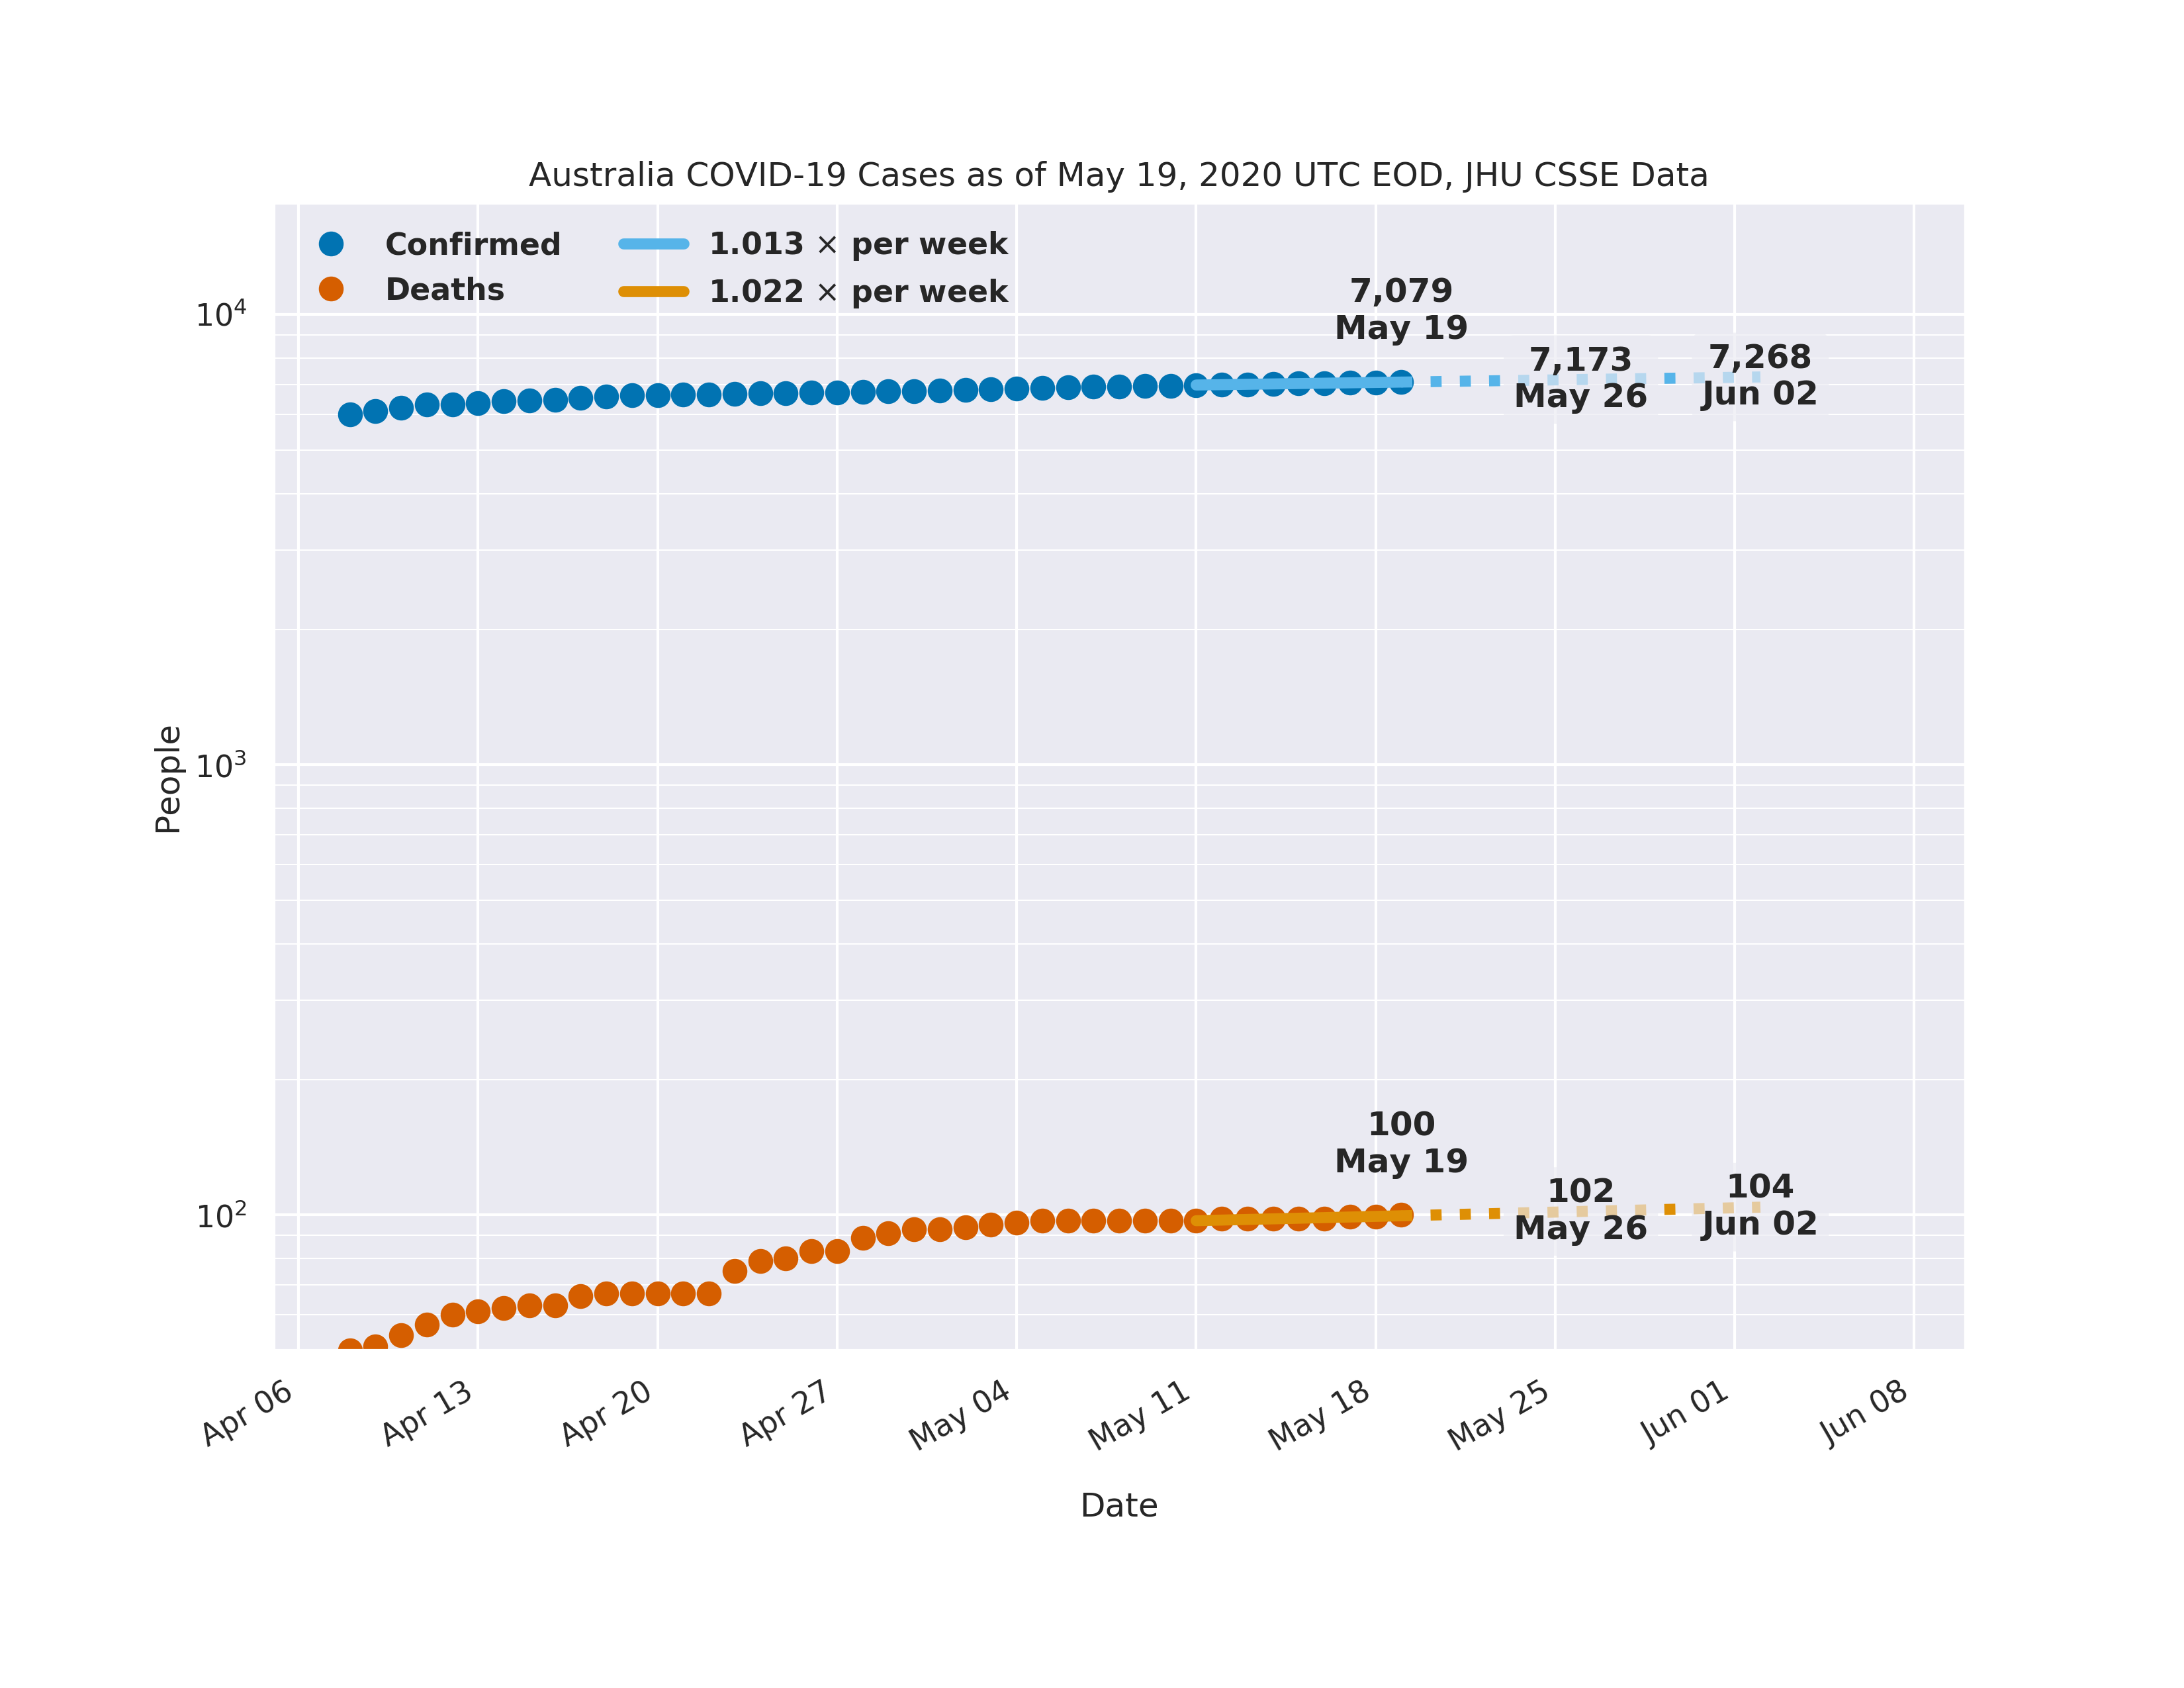 Australia COVID-19 Cases as of May 19, 2020 UTC EOD, JHU CSSE Data
Confirmed
Deaths
1.013 × per week
1.022 × per week
7,079
May 19
7,173
May 26
7,268
Jun 02
100
May 19
102
May 26
104
Jun 02
People
10⁴
10³
10²
Apr 06
Apr 13
Apr 20
Apr 27
May 04
May 11
May 18
May 25
Jun 01
Jun 08
Date